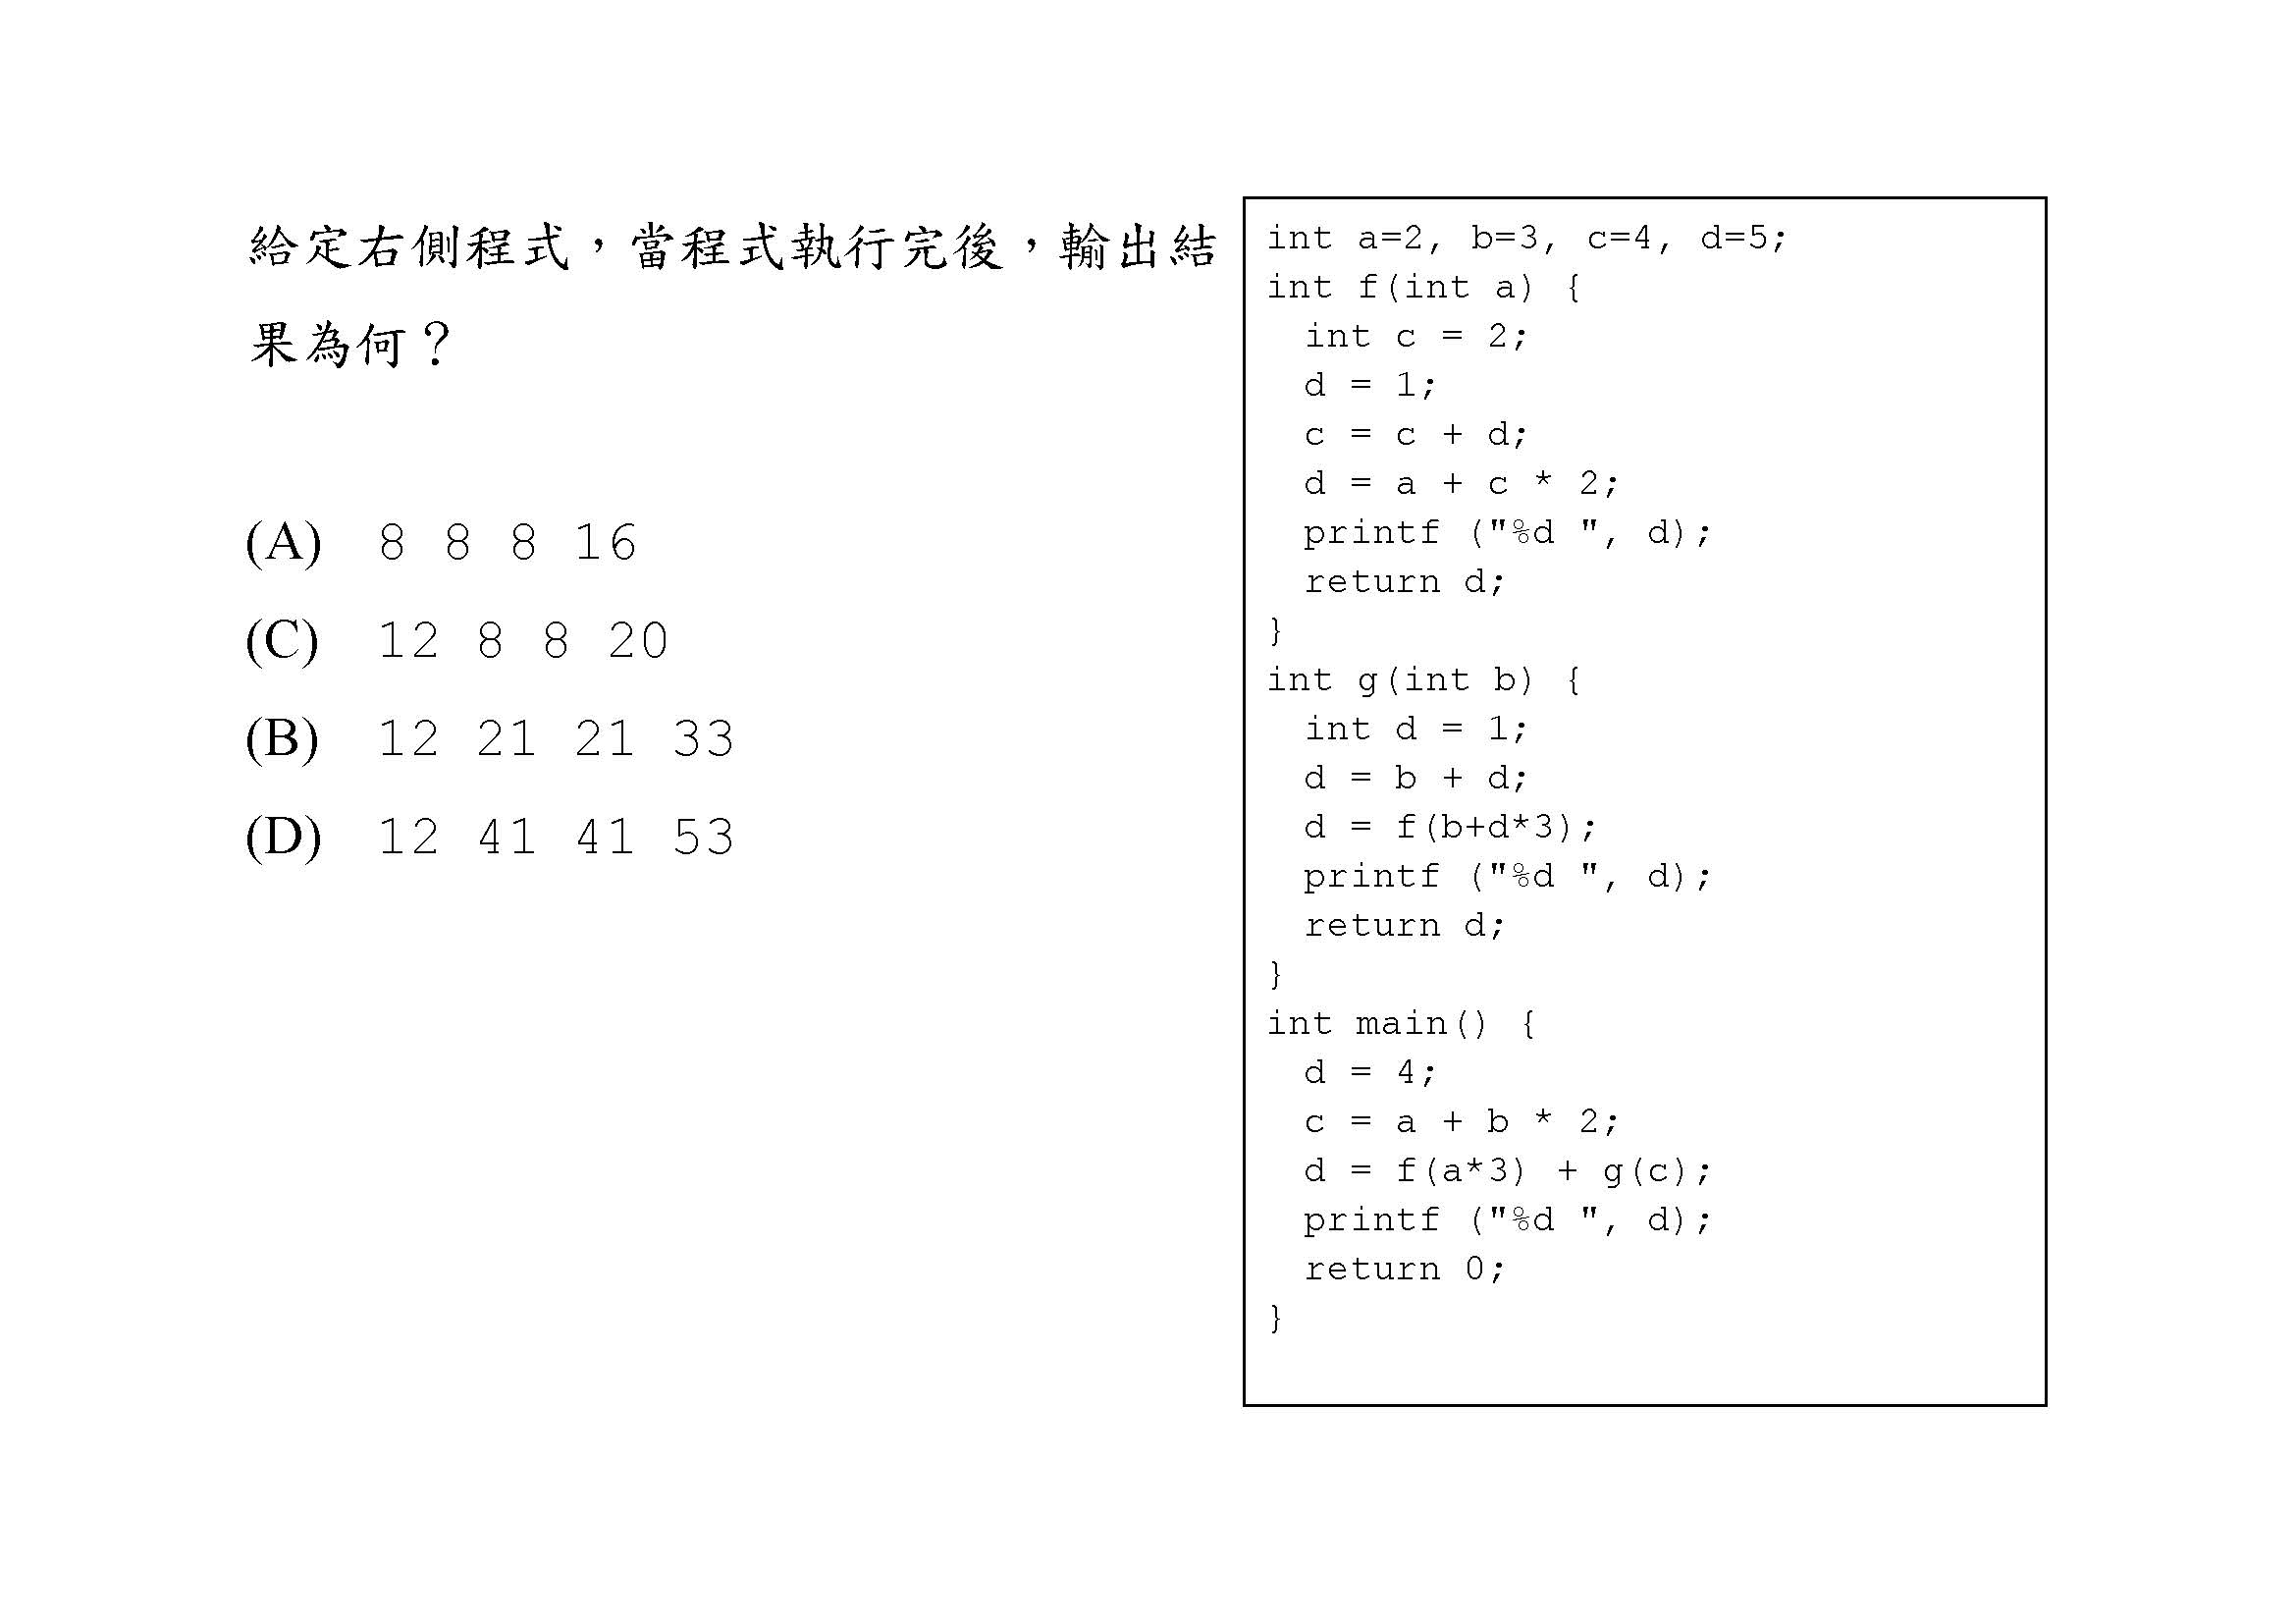 給定右側程式，當程式執行完後，輸出結
果為何？
(A) 8 8 8 16
(C) 12 8 8 20
(B) 12 21 21 33
(D) 12 41 41 53
int a=2, b=3, c=4, d=5;
int f(int a) {
  int c = 2;
  d = 1;
  c = c + d;
  d = a + c * 2;
  printf ("%d ", d);
  return d;
}
int g(int b) {
  int d = 1;
  d = b + d;
  d = f(b+d*3);
  printf ("%d ", d);
  return d;
}
int main() {
  d = 4;
  c = a + b * 2;
  d = f(a*3) + g(c);
  printf ("%d ", d);
  return 0;
}